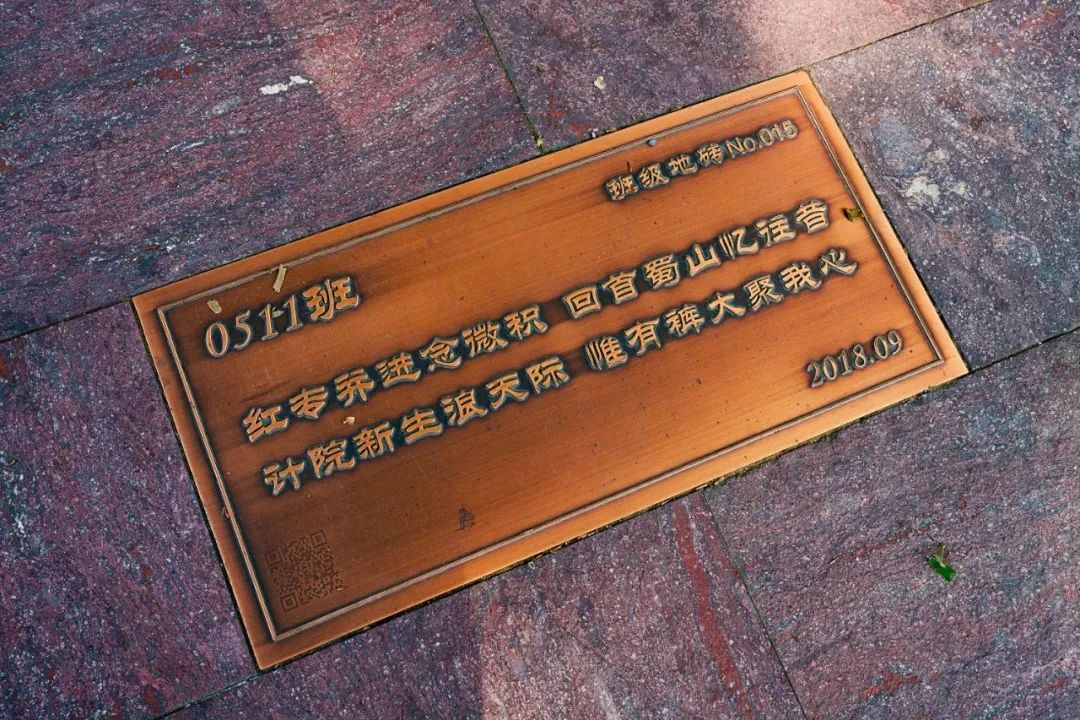 班级地砖No.015
0511班
红专并进念微积 回首蜀山忆往昔
计院新生浪天际 惟有裤大聚我心
2018.09